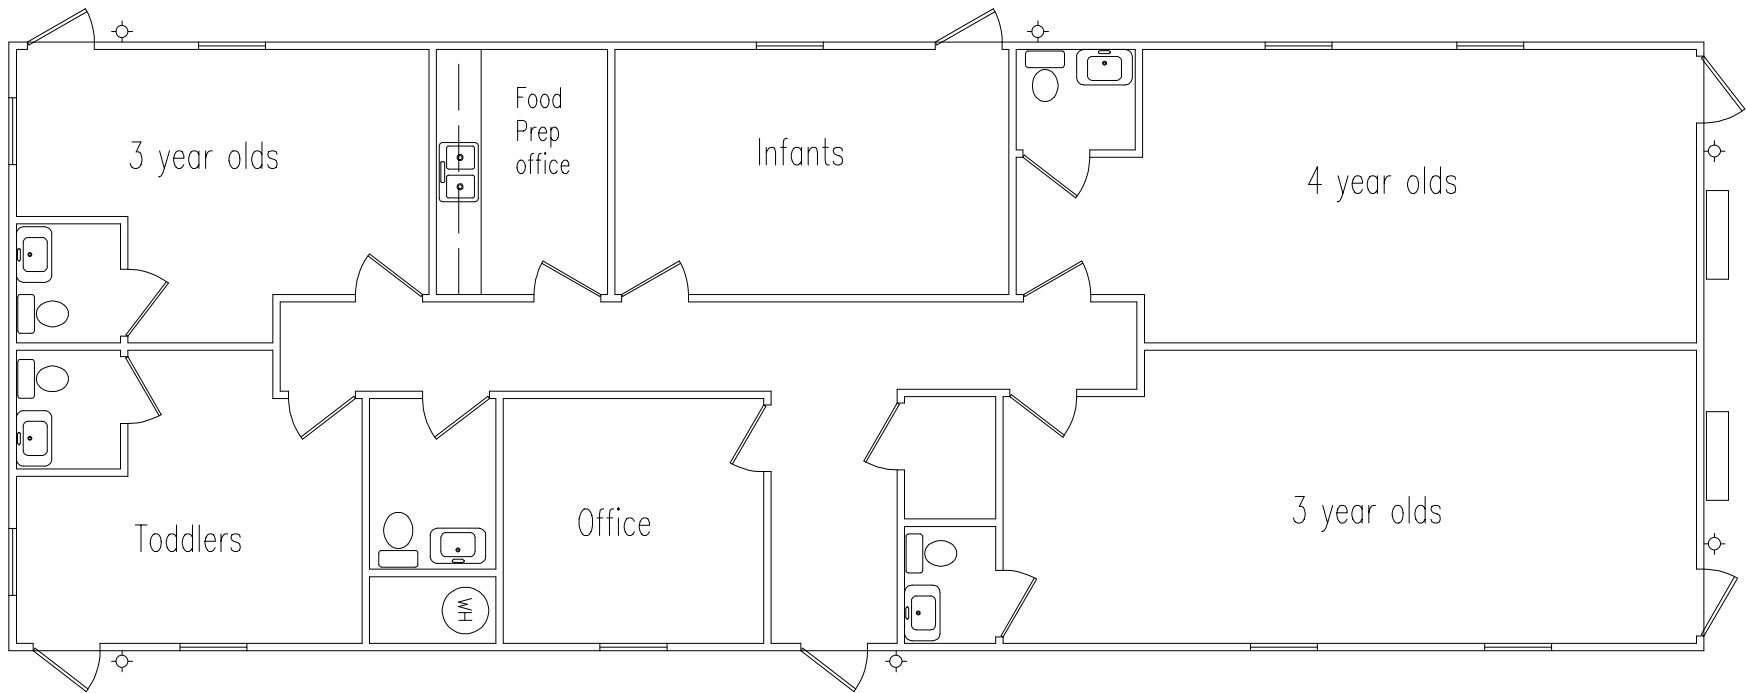 3 year olds
Food
Prep
office
Infants
4 year olds
Toddlers
Office
3 year olds
WH